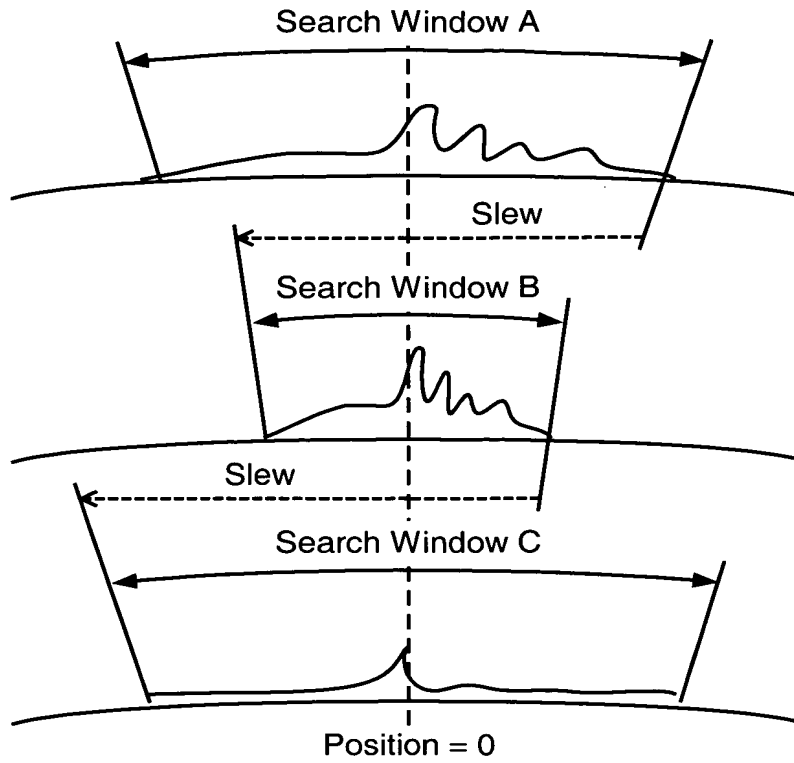 Search Window A
Slew
Search Window B
Slew
Search Window C
Position = 0